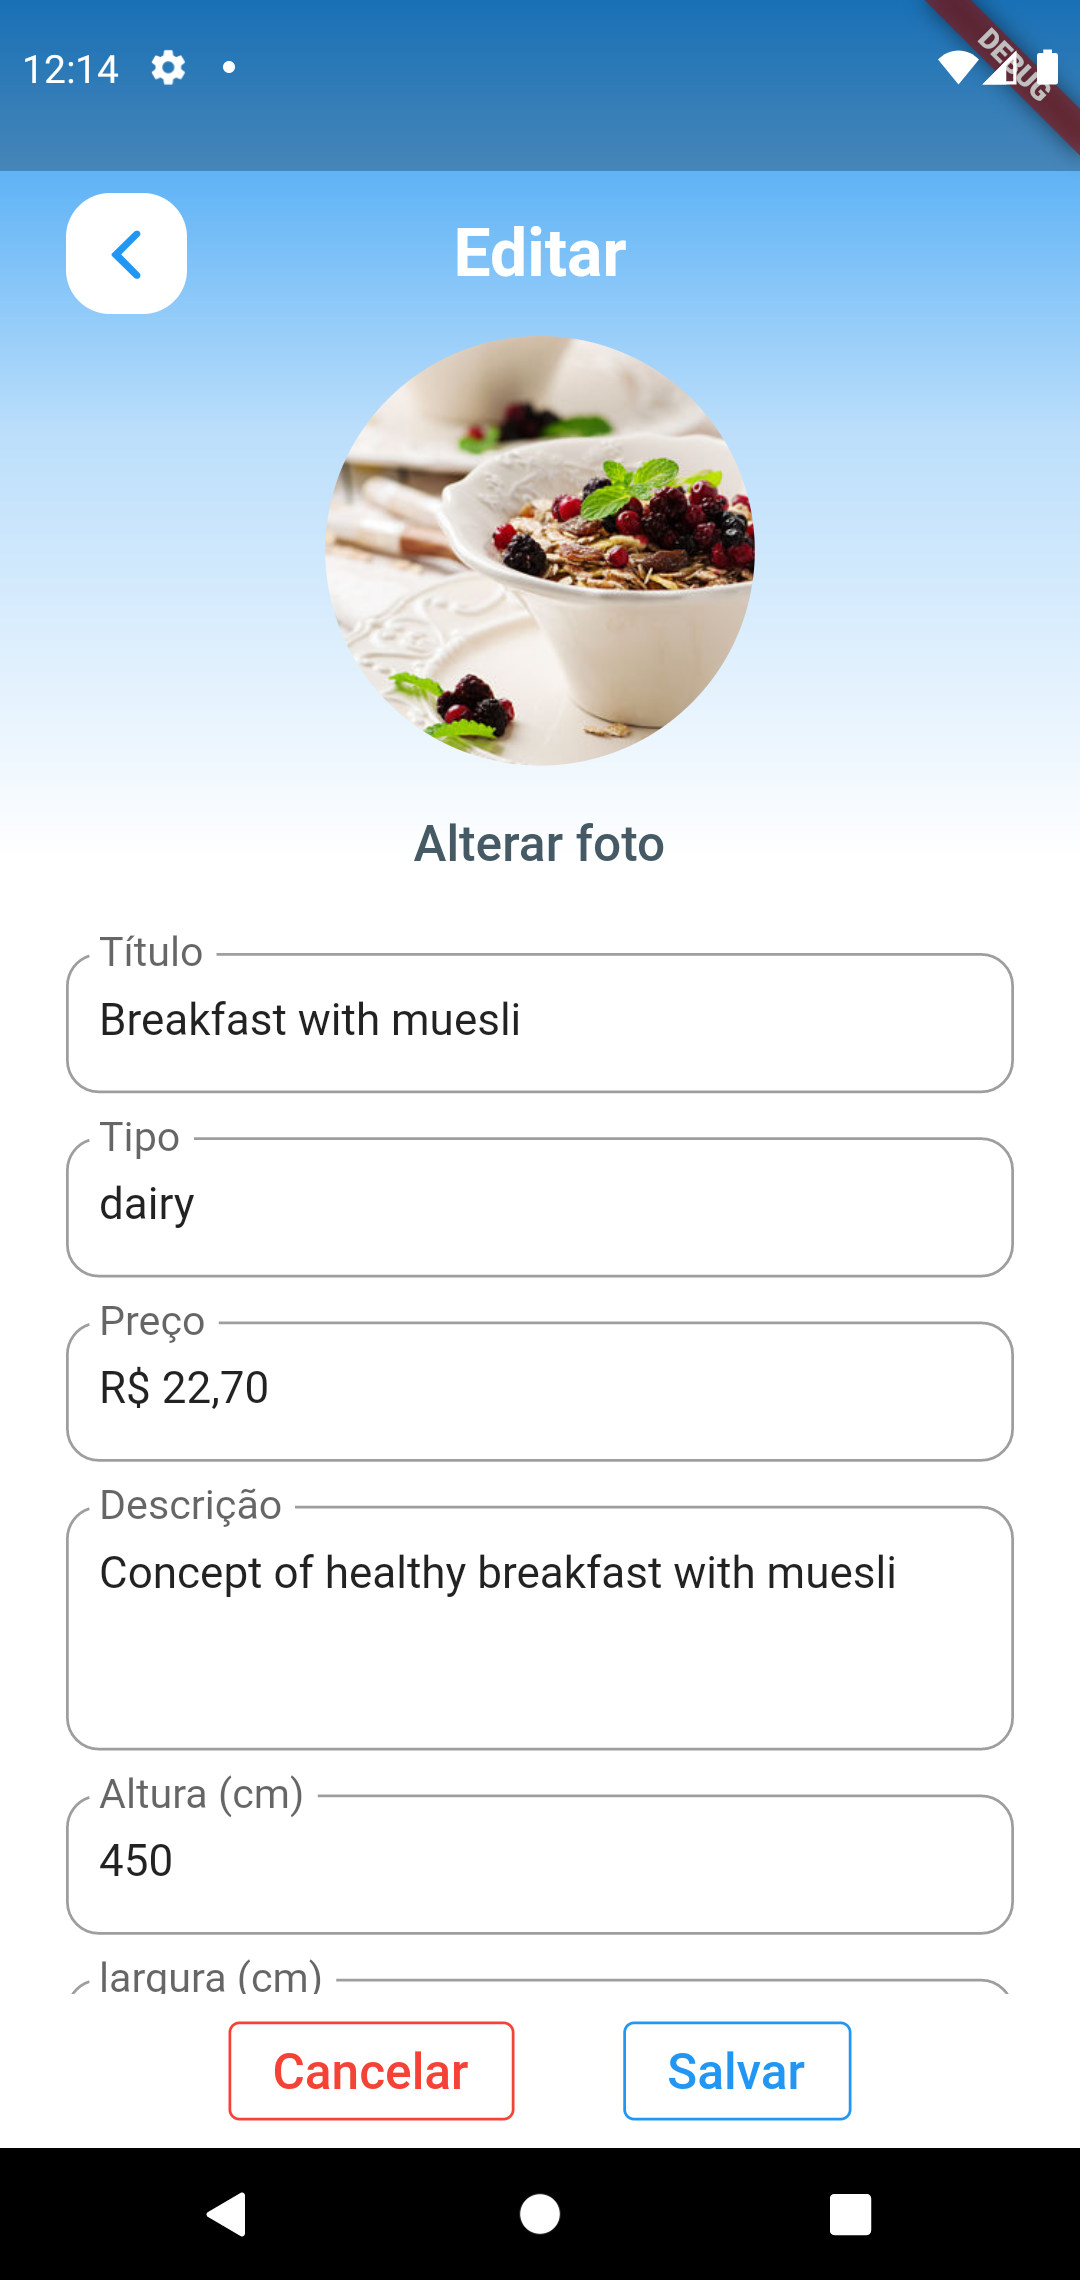 12:14
DEBUG
Editar
Alterar foto
Título
Breakfast with muesli
Tipo
dairy
Preço
R$ 22,70
Descrição
Concept of healthy breakfast with muesli
Altura (cm)
450
largura (cm)
Cancelar
Salvar